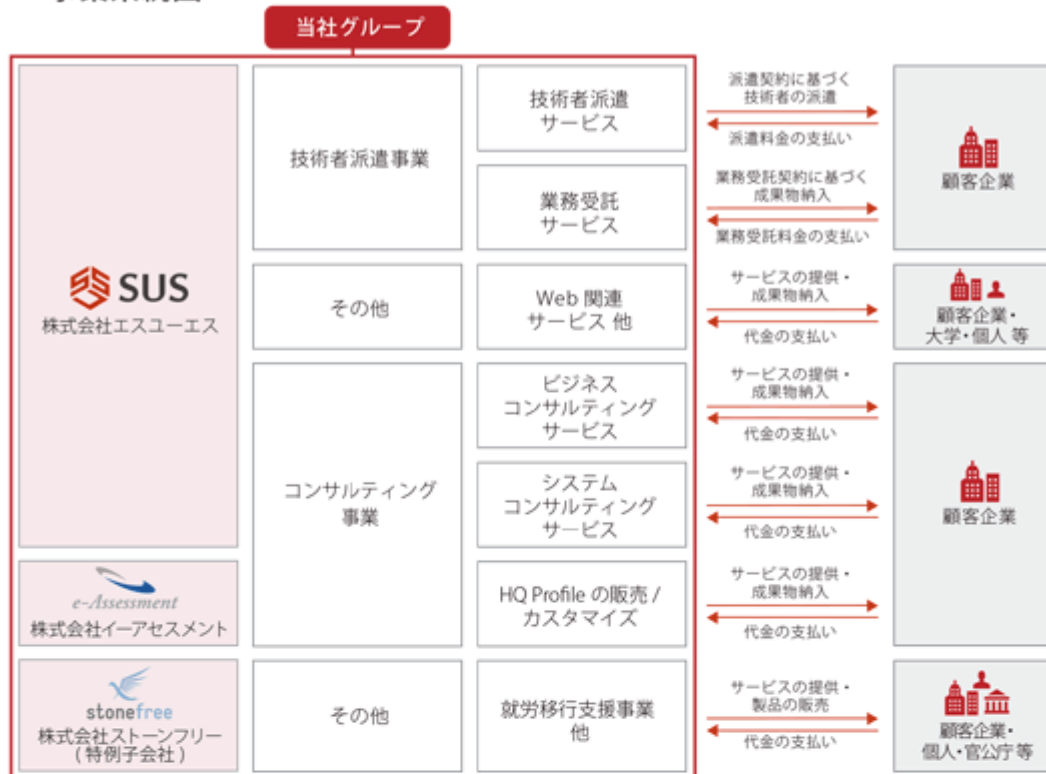 当社グループ
SUS
株式会社エスユーエス
技術者派遣事業
技術者派遣
サービス
派遣契約に基づく
技術者の派遣
派遣料金の支払い
業務受託
サービス
業務受託契約に基づく
成果物納入
業務受託料金の支払い
顧客企業
その他
Web 関連
サービス 他
サービスの提供・
成果物納入
代金の支払い
顧客企業・
大学・個人 等
コンサルティング
事業
ビジネス
コンサルティング
サービス
サービスの提供・
成果物納入
代金の支払い
システム
コンサルティング
サービス
サービスの提供・
成果物納入
代金の支払い
顧客企業
e-Assessment
株式会社イーアセスメント
HQ Profile の販売 /
カスタマイズ
サービスの提供・
成果物納入
代金の支払い
stonefree
株式会社ストーンフリー
( 特例子会社 )
その他
就労移行支援事業
他
サービスの提供・
製品の販売
代金の支払い
顧客企業・
個人・官公庁 等